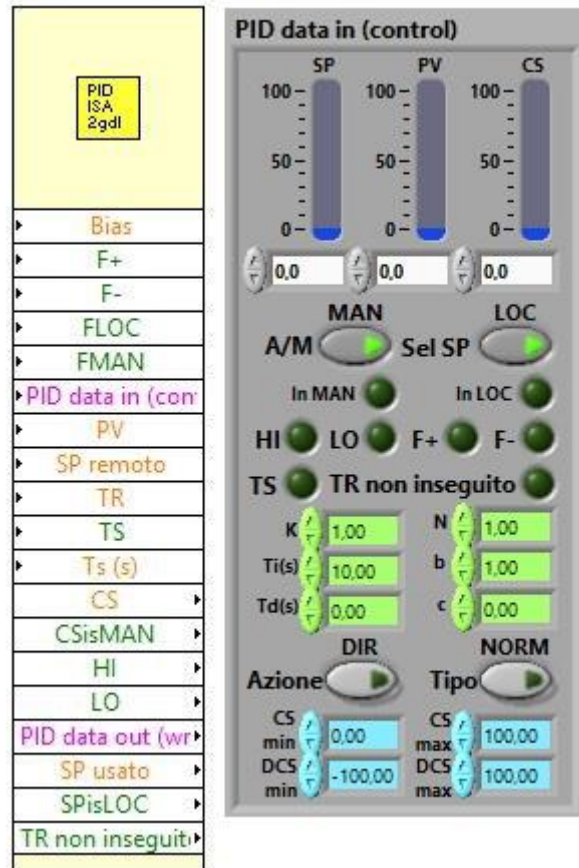 PID
ISA
2gdl
Bias
F+
F-
FLOC
FMAN
PID data in (con
PV
SP remoto
TR
TS
Ts (s)
CS
CSisMAN
HI
LO
PID data out (wr
SP usato
SPisLOC
TR non inseguit
PID data in (control)
SP PV CS
100 100 100
50 50 50
0 0 0
0,0 0,0 0,0
MAN LOC
A/M Sel SP
In MAN In LOC
HI LO F+ F-
TS TR non inseguito
K 1,00 N 1,00
Ti(s) 10,00 b 1,00
Td(s) 0,00 c 0,00
DIR NORM
Azione Tipo
CS min 0,00 CS max 100,00
DCS min -100,00 DCS max 100,00